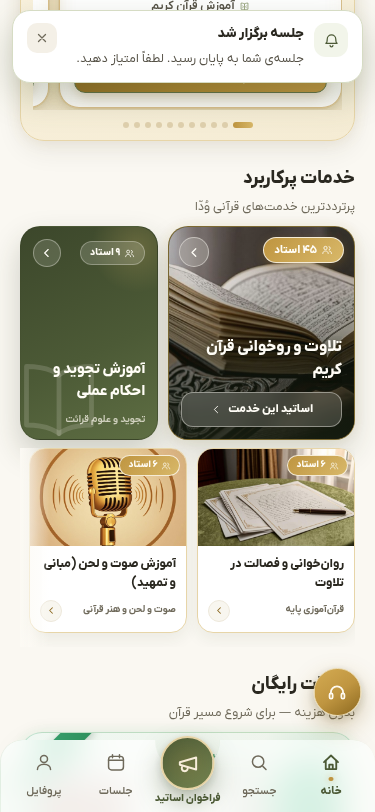 آموزش قرآن کریم
جلسه برگزار شد
جلسه‌ی شما به پایان رسید. لطفاً امتیاز دهید.
خدمات پرکاربرد
پرترددترین خدمت‌های قرآنی وُدّا
۴۵ استاد
تلاوت و روخوانی قرآن
کریم
اساتید این خدمت
۹ استاد
آموزش تجوید و
احکام عملی
تجوید و علوم قرائت
۶ استاد
روان‌خوانی و فصالت در
تلاوت
قرآن‌آموزی پایه
۶ استاد
آموزش صوت و لحن (مبانی
و تمهید)
صوت و لحن و هنر قرآنی
رایگان
هزینه — برای شروع مسیر قرآن
خانه
جستجو
فراخوان اساتید
جلسات
پروفایل